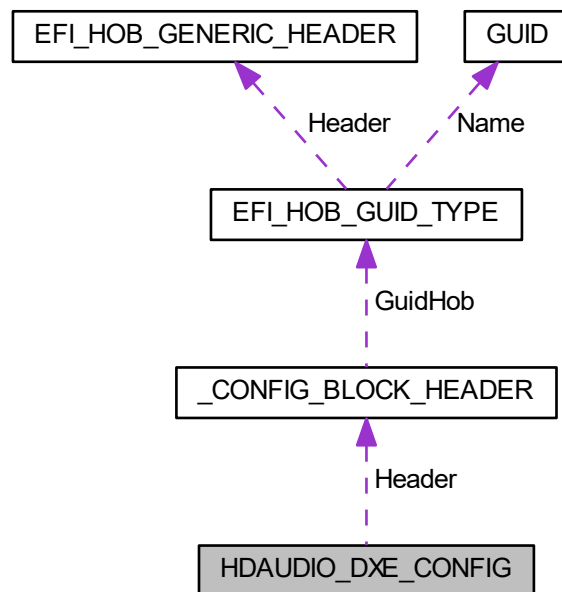 EFI_HOB_GENERIC_HEADER
GUID
Header
Name
EFI_HOB_GUID_TYPE
GuidHob
_CONFIG_BLOCK_HEADER
Header
HDAUDIO_DXE_CONFIG